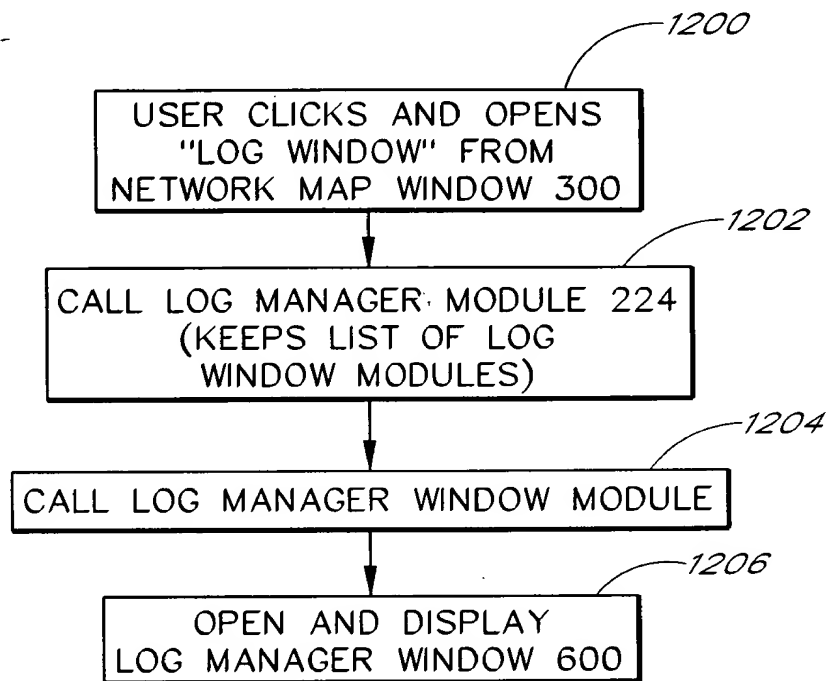 1200
USER CLICKS AND OPENS
"LOG WINDOW" FROM
NETWORK MAP WINDOW 300
1202
CALL LOG MANAGER MODULE 224
(KEEPS LIST OF LOG
WINDOW MODULES)
1204
CALL LOG MANAGER WINDOW MODULE
1206
OPEN AND DISPLAY
LOG MANAGER WINDOW 600